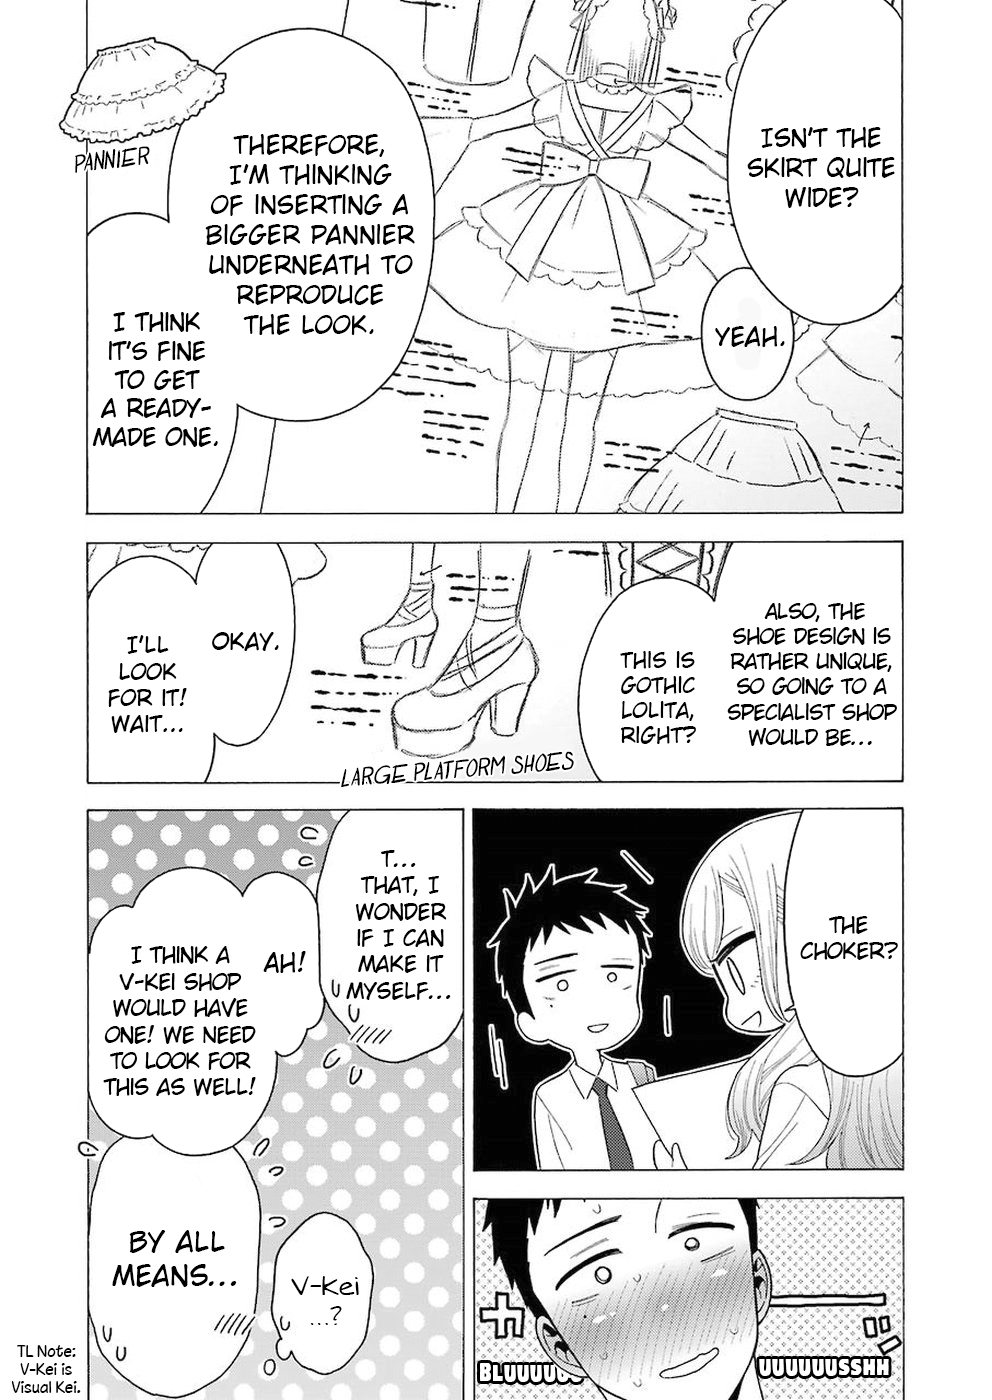 ISN'T THE
SKIRT QUITE
WIDE?
YEAH.
THEREFORE,
I'M THINKING
OF INSERTING A
BIGGER PANNIER
UNDERNEATH TO
REPRODUCE
THE LOOK.
PANNIER
I THINK
IT'S FINE
TO GET
A READY-
MADE ONE.
ALSO, THE
SHOE DESIGN IS
RATHER UNIQUE,
SO GOING TO A
SPECIALIST SHOP
WOULD BE...
THIS IS
GOTHIC
LOLITA,
RIGHT?
LARGE PLATFORM SHOES
OKAY.
I'LL
LOOK
FOR IT!
WAIT...
THE
CHOKER?
カ
ー
BLUUUUUU
UUUUUUUSSHH
T...
THAT, I
WONDER
IF I CAN
MAKE IT
MYSELF...
AH!
I THINK A
V-KEI SHOP
WOULD HAVE
ONE! WE NEED
TO LOOK FOR
THIS AS WELL!
V-Kei
...?
BY ALL
MEANS...
TL Note:
V-Kei is
Visual Kei.